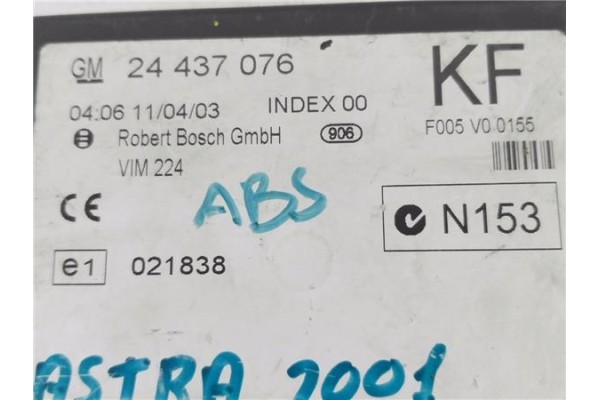 GM 24 437 076
KF
04:06 11/04/03 INDEX 00
F005 V0 0155
Robert Bosch GmbH 906
VIM 224
ABS
CE
N153
e1 021838
ASTRA 2001